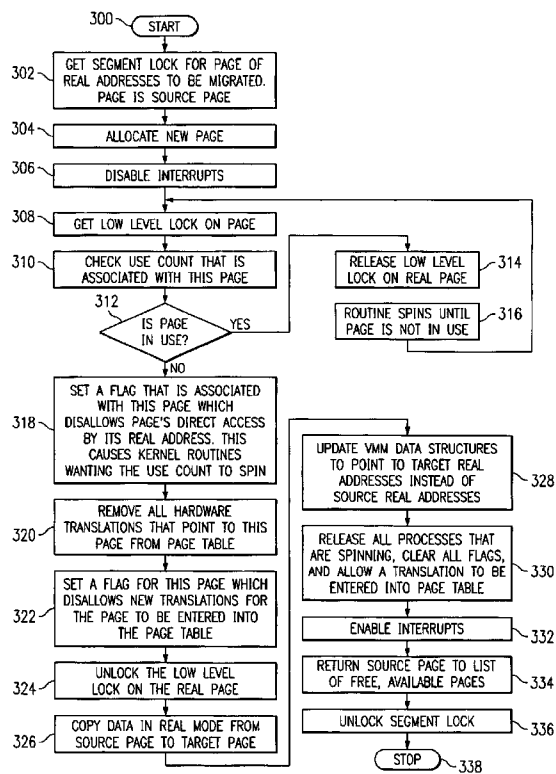 300
START
302
GET SEGMENT LOCK FOR PAGE OF
REAL ADDRESSES TO BE MIGRATED.
PAGE IS SOURCE PAGE
304
ALLOCATE NEW PAGE
306
DISABLE INTERRUPTS
308
GET LOW LEVEL LOCK ON PAGE
310
CHECK USE COUNT THAT IS
ASSOCIATED WITH THIS PAGE
312
IS PAGE
IN USE?
YES
NO
RELEASE LOW LEVEL
LOCK ON REAL PAGE
314
ROUTINE SPINS UNTIL
PAGE IS NOT IN USE
316
318
SET A FLAG THAT IS ASSOCIATED
WITH THIS PAGE WHICH
DISALLOWS PAGE'S DIRECT ACCESS
BY ITS REAL ADDRESS. THIS
CAUSES KERNEL ROUTINES
WANTING THE USE COUNT TO SPIN
320
REMOVE ALL HARDWARE
TRANSLATIONS THAT POINT TO THIS
PAGE FROM PAGE TABLE
322
SET A FLAG FOR THIS PAGE WHICH
DISALLOWS NEW TRANSLATIONS FOR
THE PAGE TO BE ENTERED INTO
THE PAGE TABLE
324
UNLOCK THE LOW LEVEL
LOCK ON THE REAL PAGE
326
COPY DATA IN REAL MODE FROM
SOURCE PAGE TO TARGET PAGE
UPDATE VMM DATA STRUCTURES
TO POINT TO TARGET REAL
ADDRESSES INSTEAD OF
SOURCE REAL ADDRESSES
328
RELEASE ALL PROCESSES THAT
ARE SPINNING, CLEAR ALL FLAGS,
AND ALLOW A TRANSLATION TO BE
ENTERED INTO PAGE TABLE
330
ENABLE INTERRUPTS
332
RETURN SOURCE PAGE TO LIST
OF FREE, AVAILABLE PAGES
334
UNLOCK SEGMENT LOCK
336
STOP
338